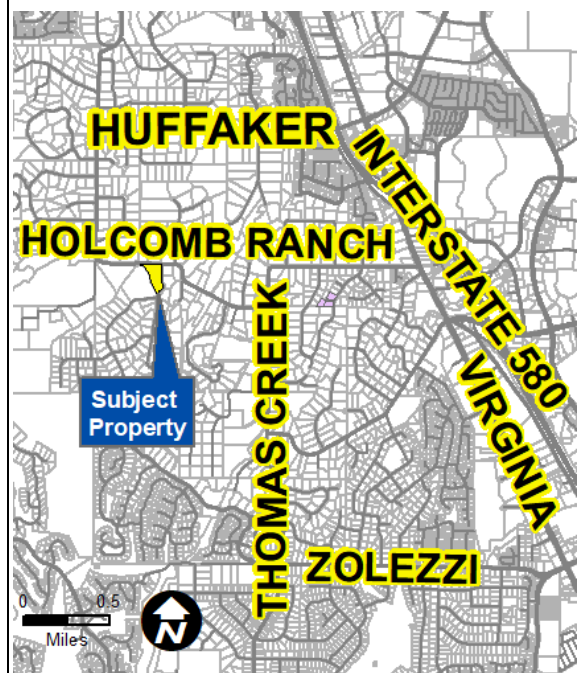 HUFFAKER
INTERSTATE 580
HOLCOMB RANCH
THOMAS CREEK
VIRGINIA
Subject
Property
ZOLEZZI
0 0.5
Miles
N